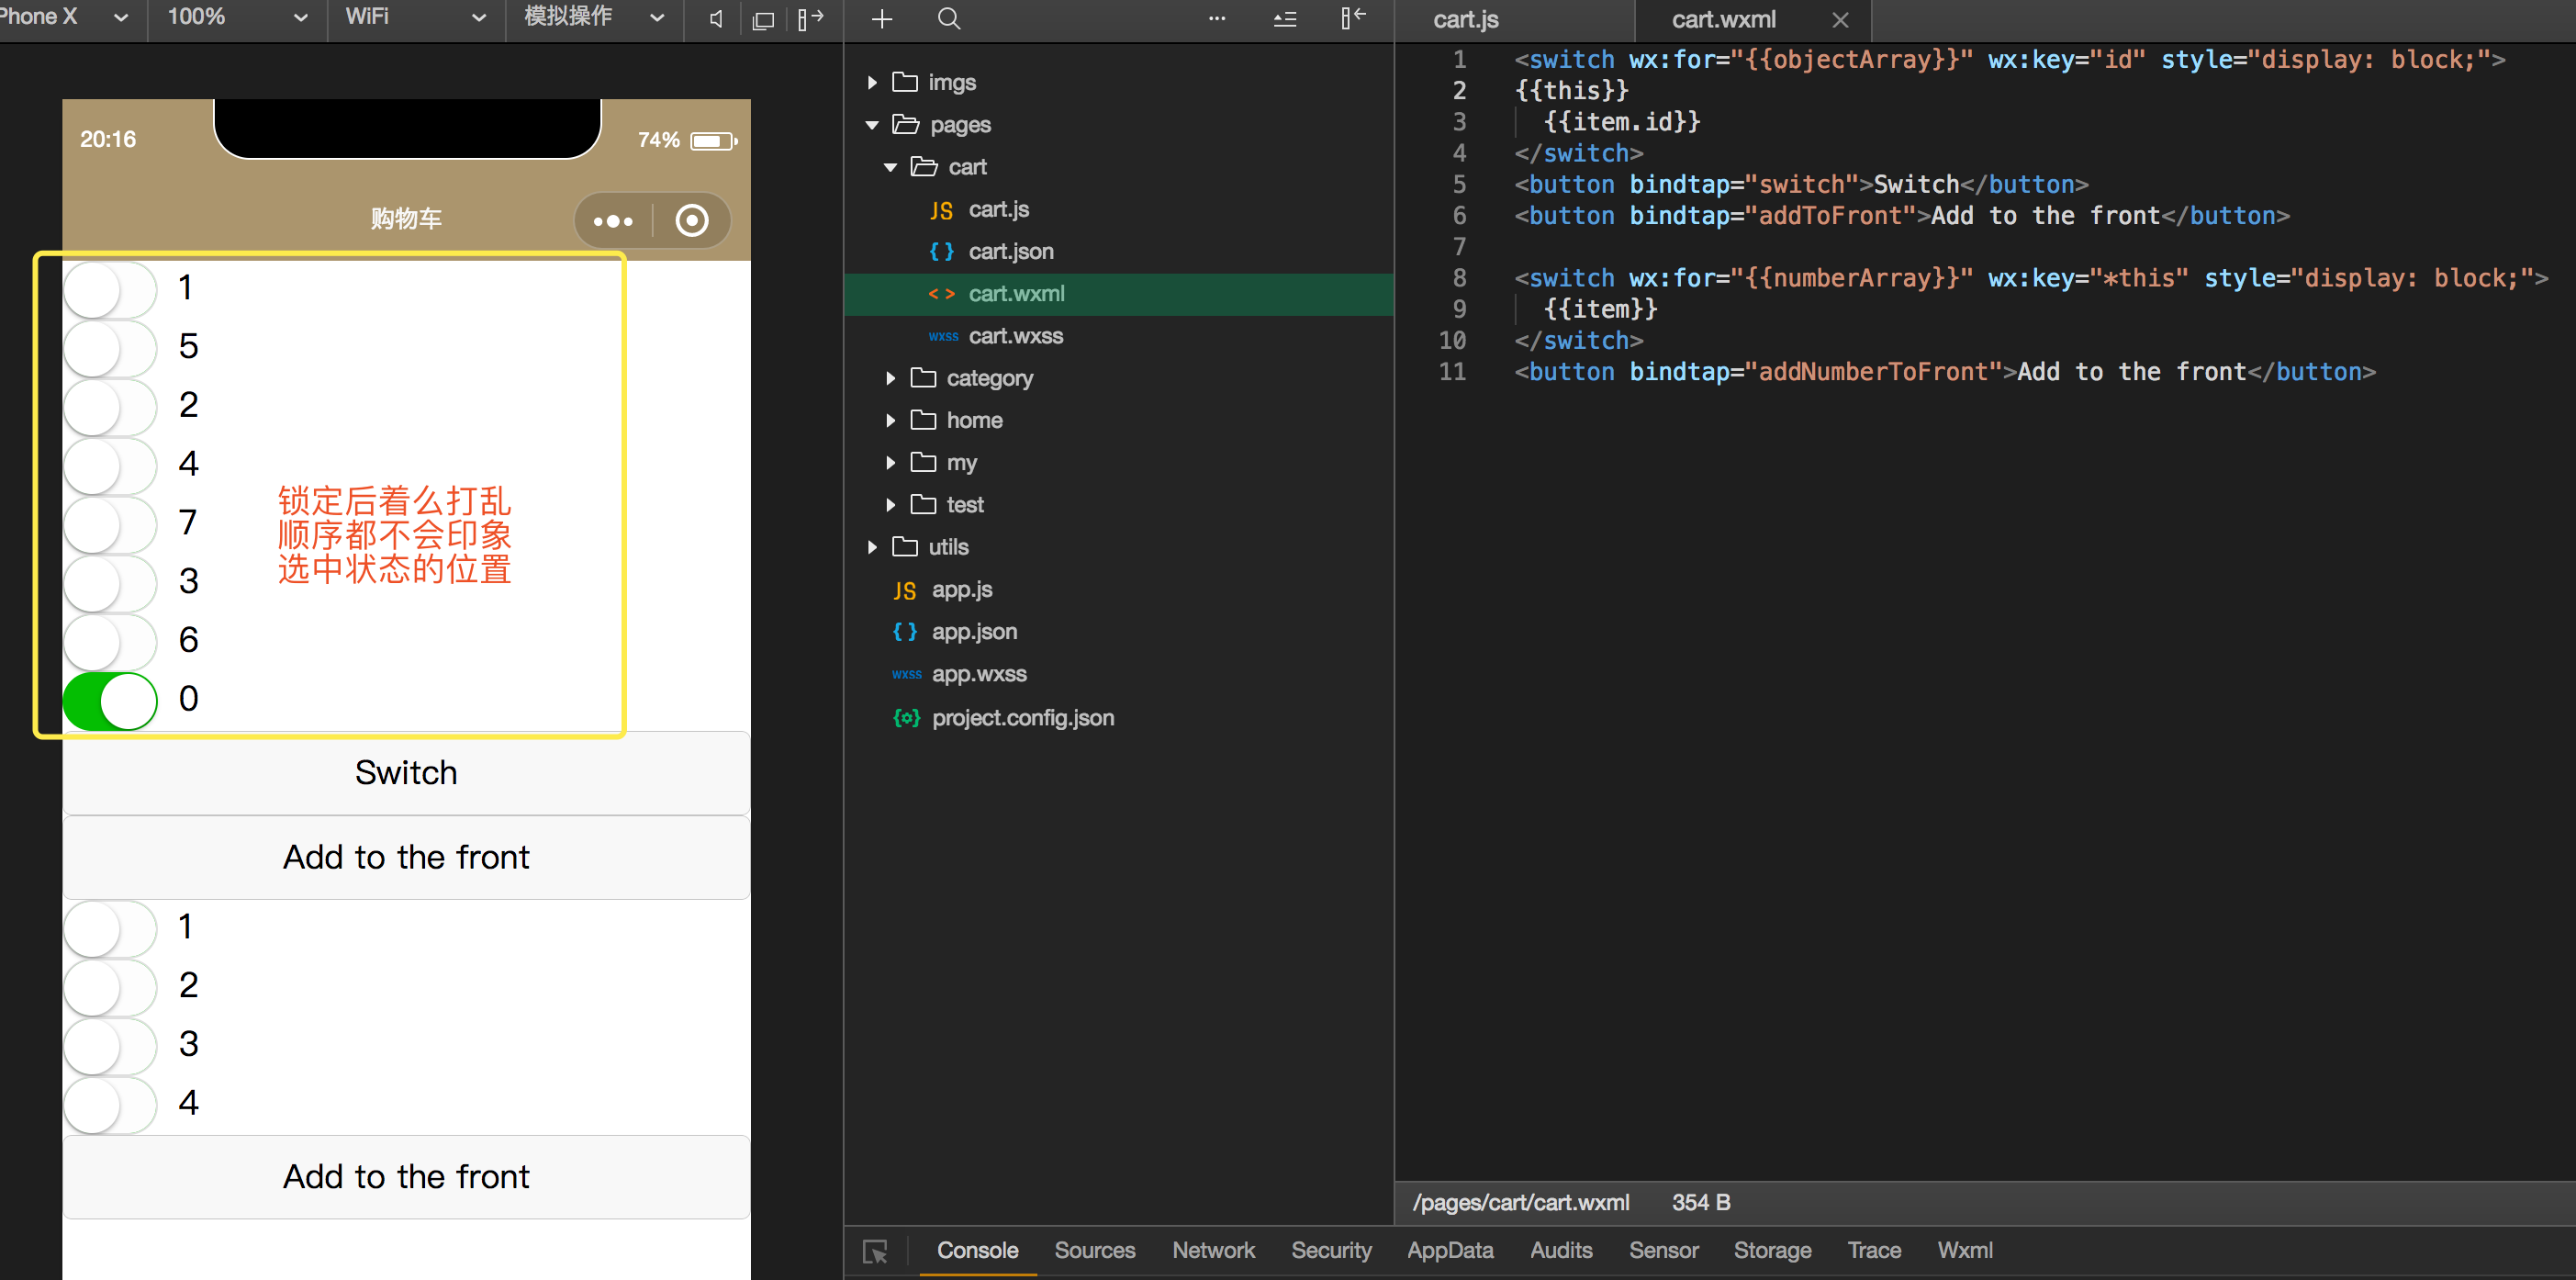 Phone X
100%
WiFi
模拟操作
20:16
74%
购物车
1
5
2
4
7
3
6
0
锁定后着么打乱
顺序都不会印象
选中状态的位置
Switch
Add to the front
1
2
3
4
Add to the front
imgs
pages
cart
JS cart.js
{ } cart.json
< > cart.wxml
wxss cart.wxss
category
home
my
test
utils
JS app.js
{ } app.json
wxss app.wxss
project.config.json
cart.js
cart.wxml
1 <switch wx:for="{{objectArray}}" wx:key="id" style="display: block;">
2 {{this}}
3 {{item.id}}
4 </switch>
5 <button bindtap="switch">Switch</button>
6 <button bindtap="addToFront">Add to the front</button>
7
8 <switch wx:for="{{numberArray}}" wx:key="*this" style="display: block;">
9 {{item}}
10 </switch>
11 <button bindtap="addNumberToFront">Add to the front</button>
/pages/cart/cart.wxml 354 B
Console Sources Network Security AppData Audits Sensor Storage Trace Wxml